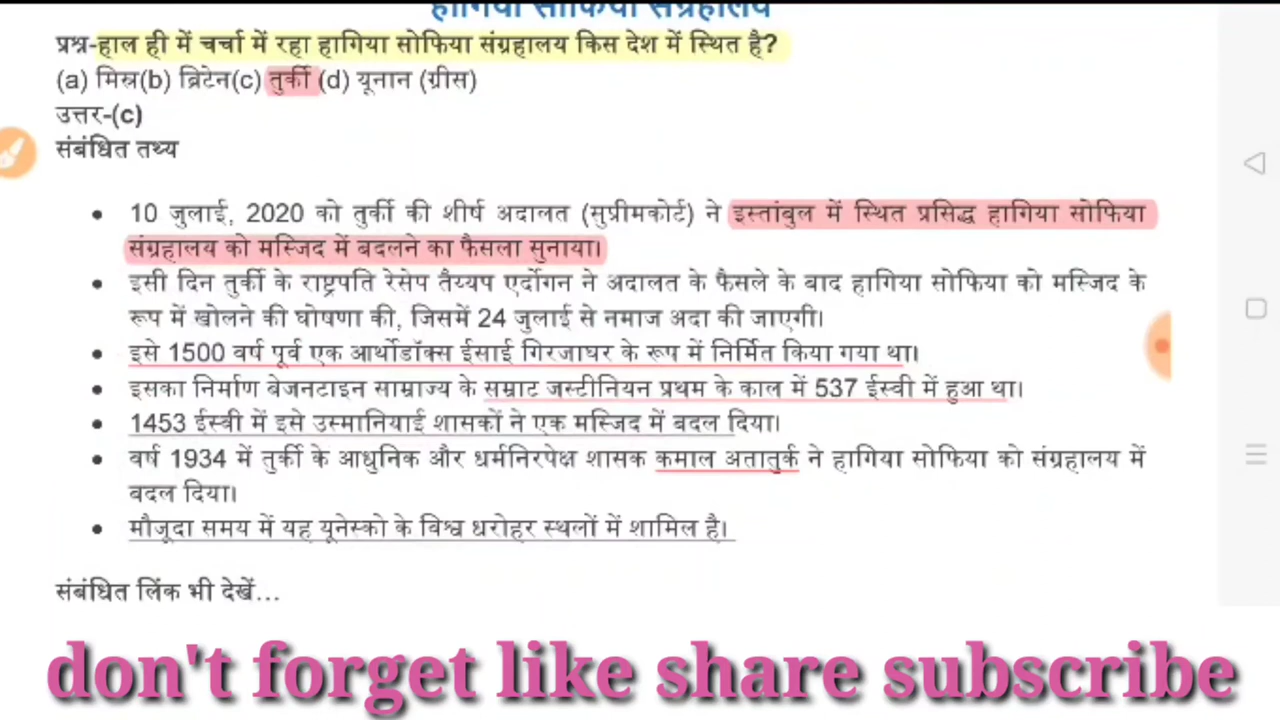 हागिया सोफिया संग्रहालय
प्रश्न-हाल ही में चर्चा में रहा हागिया सोफिया संग्रहालय किस देश में स्थित है?
(a) मिस्र(b) ब्रिटेन(c) तुर्की (d) यूनान (ग्रीस)
उत्तर-(c)
संबंधित तथ्य
• 10 जुलाई, 2020 को तुर्की की शीर्ष अदालत (सुप्रीमकोर्ट) ने इस्तांबुल में स्थित प्रसिद्ध हागिया सोफिया
संग्रहालय को मस्जिद में बदलने का फैसला सुनाया।
• इसी दिन तुर्की के राष्ट्रपति रेसेप तैय्यप एर्दोगन ने अदालत के फैसले के बाद हागिया सोफिया को मस्जिद के
रूप में खोलने की घोषणा की, जिसमें 24 जुलाई से नमाज अदा की जाएगी।
• इसे 1500 वर्ष पूर्व एक आर्थोडॉक्स ईसाई गिरजाघर के रूप में निर्मित किया गया था।
• इसका निर्माण बेजनटाइन साम्राज्य के सम्राट जस्टीनियन प्रथम के काल में 537 ईस्वी में हुआ था।
• 1453 ईस्वी में इसे उस्मानियाई शासकों ने एक मस्जिद में बदल दिया।
• वर्ष 1934 में तुर्की के आधुनिक और धर्मनिरपेक्ष शासक कमाल अतातुर्क ने हागिया सोफिया को संग्रहालय में
बदल दिया।
• मौजूदा समय में यह यूनेस्को के विश्व धरोहर स्थलों में शामिल है।
संबंधित लिंक भी देखें...
don't forget like share subscribe